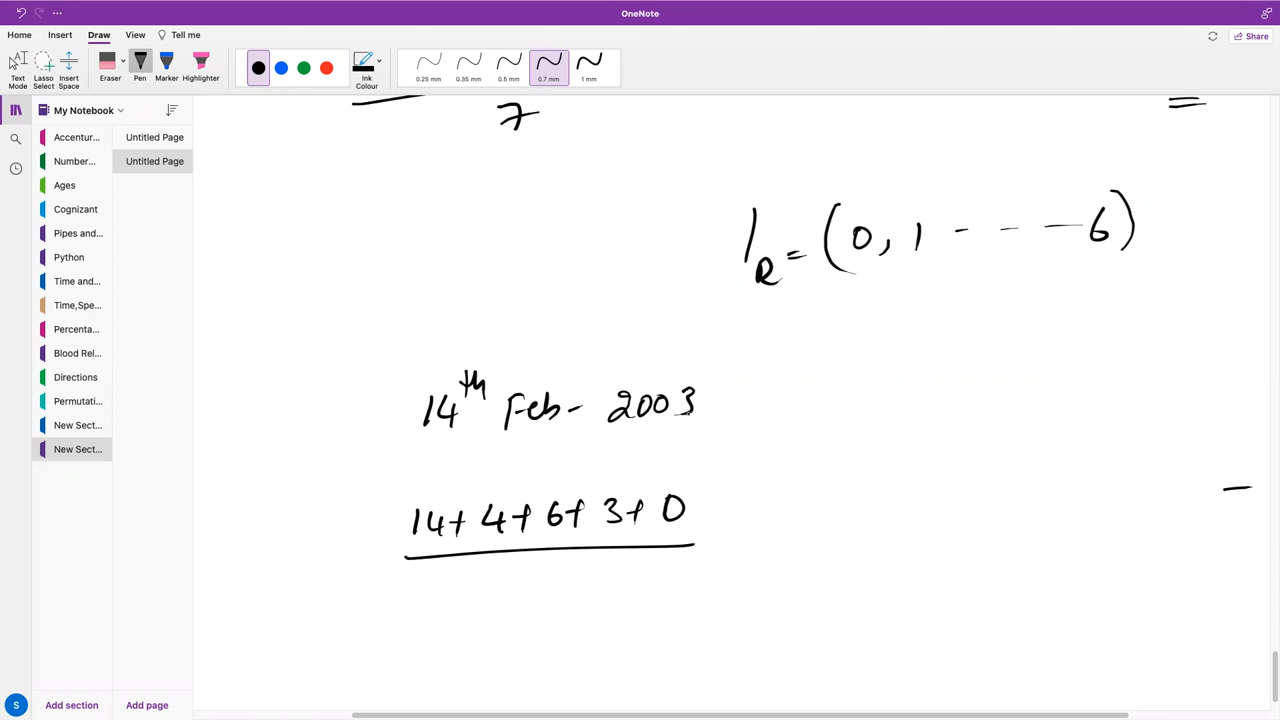 OneNote
Home Insert Draw View Tell me
Share
Text Mode
Lasso Select
Insert Space
Eraser
Pen
Marker
Highlighter
Ink Colour
0.25 mm
0.35 mm
0.5 mm
0.7 mm
1 mm
My Notebook
Accentur...
Number...
Ages
Cognizant
Pipes and...
Python
Time and...
Time,Spe...
Percenta...
Blood Rel...
Directions
Permutati...
New Sect...
New Sect...
Untitled Page
Untitled Page
7
/R = (0, 1 - - - 6)
14th Feb - 2003
14+ 4+ 6+ 3+ 0
S
Add section
Add page